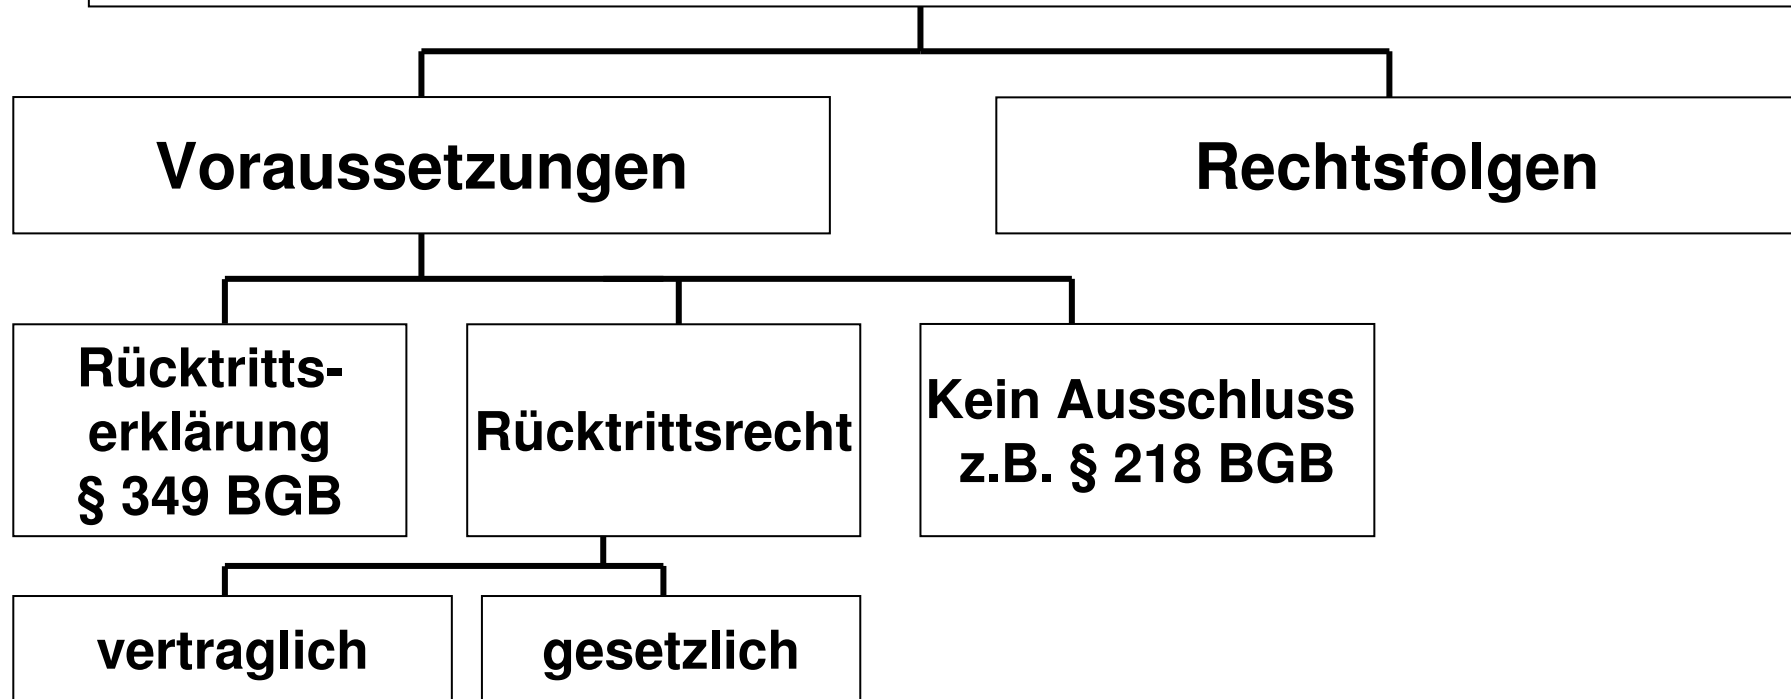 Voraussetzungen
Rechtsfolgen
Rücktritts-
erklärung
§ 349 BGB
Rücktrittsrecht
Kein Ausschluss
z.B. § 218 BGB
vertraglich
gesetzlich